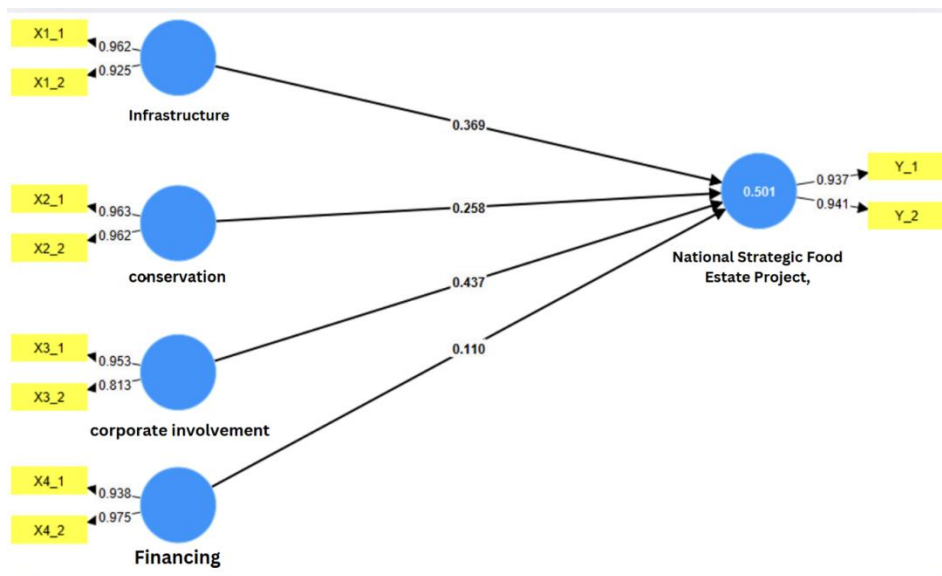 X1_1
0.962
0.925
X1_2
Infrastructure
0.369
X2_1
0.963
0.962
X2_2
conservation
0.258
X3_1
0.953
0.813
X3_2
corporate involvement
0.437
X4_1
0.938
0.975
X4_2
Financing
0.110
0.501
National Strategic Food
Estate Project,
Y_1
0.937
0.941
Y_2